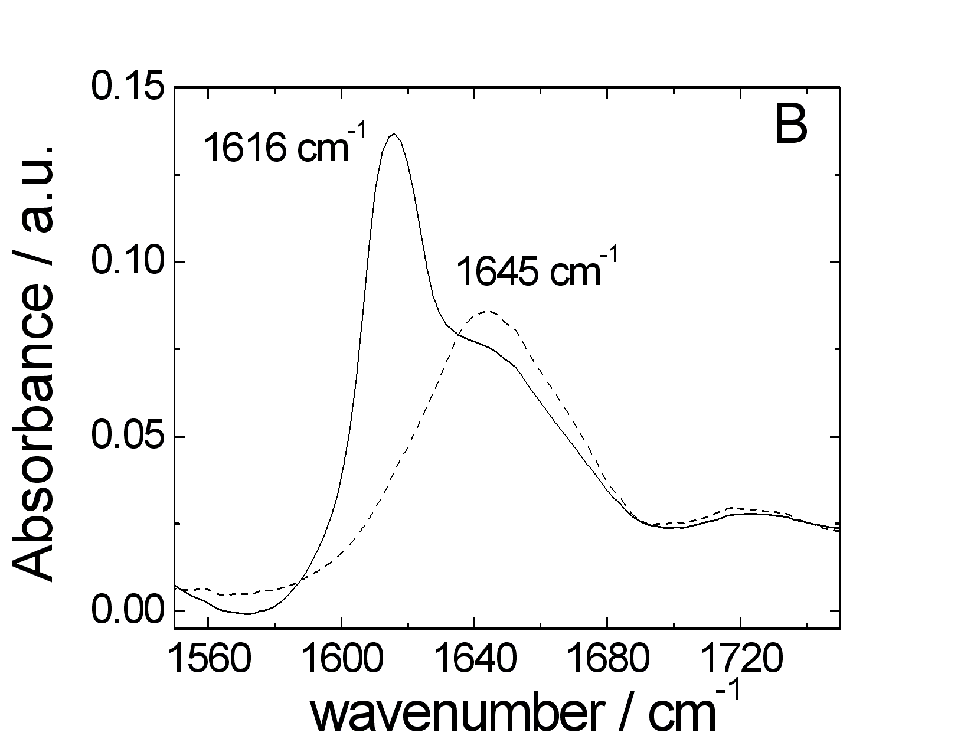 B
0.15
1616 cm⁻¹
1645 cm⁻¹
0.10
0.05
0.00
Absorbance / a.u.
1560 1600 1640 1680 1720
wavenumber / cm⁻¹